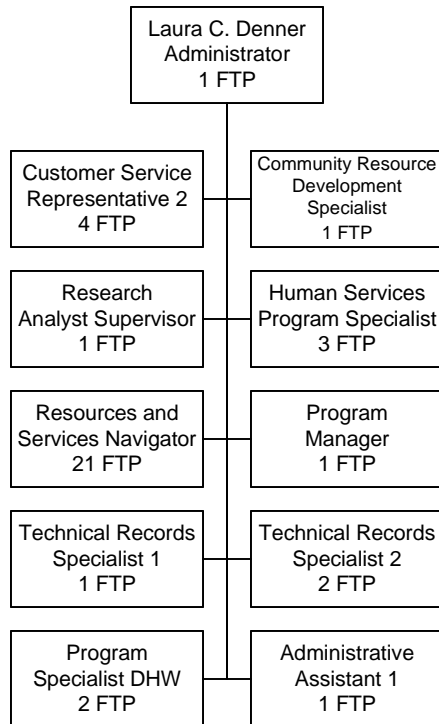 Laura C. Denner
Administrator
1 FTP
Customer Service
Representative 2
4 FTP
Community Resource
Development
Specialist
1 FTP
Research
Analyst Supervisor
1 FTP
Human Services
Program Specialist
3 FTP
Resources and
Services Navigator
21 FTP
Program
Manager
1 FTP
Technical Records
Specialist 1
1 FTP
Technical Records
Specialist 2
2 FTP
Program
Specialist DHW
2 FTP
Administrative
Assistant 1
1 FTP